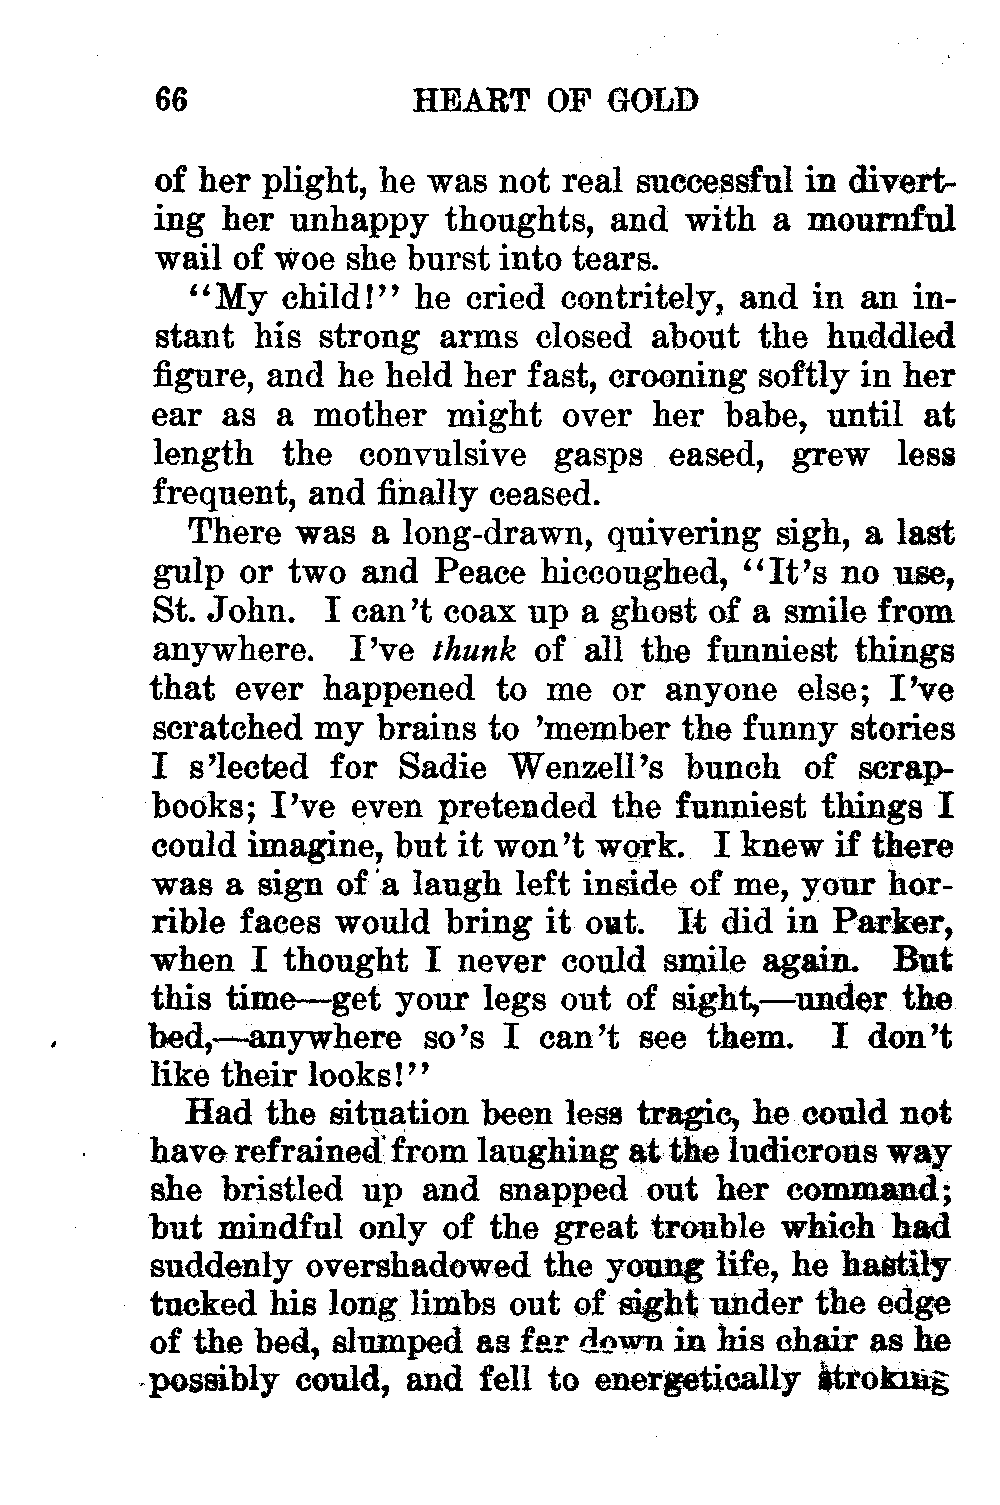 66 HEART OF GOLD
of her plight, he was not real successful in divert-
ing her unhappy thoughts, and with a mournful
wail of woe she burst into tears.
"My child!" he cried contritely, and in an in-
stant his strong arms closed about the huddled
figure, and he held her fast, crooning softly in her
ear as a mother might over her babe, until at
length the convulsive gasps eased, grew less
frequent, and finally ceased.
There was a long-drawn, quivering sigh, a last
gulp or two and Peace hiccoughed, "It's no use,
St. John. I can't coax up a ghost of a smile from
anywhere. I've thunk of all the funniest things
that ever happened to me or anyone else; I've
scratched my brains to 'member the funny stories
I s'lected for Sadie Wenzell's bunch of scrap-
books; I've even pretended the funniest things I
could imagine, but it won't work. I knew if there
was a sign of a laugh left inside of me, your hor-
rible faces would bring it out. It did in Parker,
when I thought I never could smile again. But
this time—get your legs out of sight,—under the
bed,—anywhere so's I can't see them. I don't
like their looks!"
Had the situation been less tragic, he could not
have refrained from laughing at the ludicrous way
she bristled up and snapped out her command;
but mindful only of the great trouble which had
suddenly overshadowed the young life, he hastily
tucked his long limbs out of sight under the edge
of the bed, slumped as far down in his chair as he
possibly could, and fell to energetically stroking